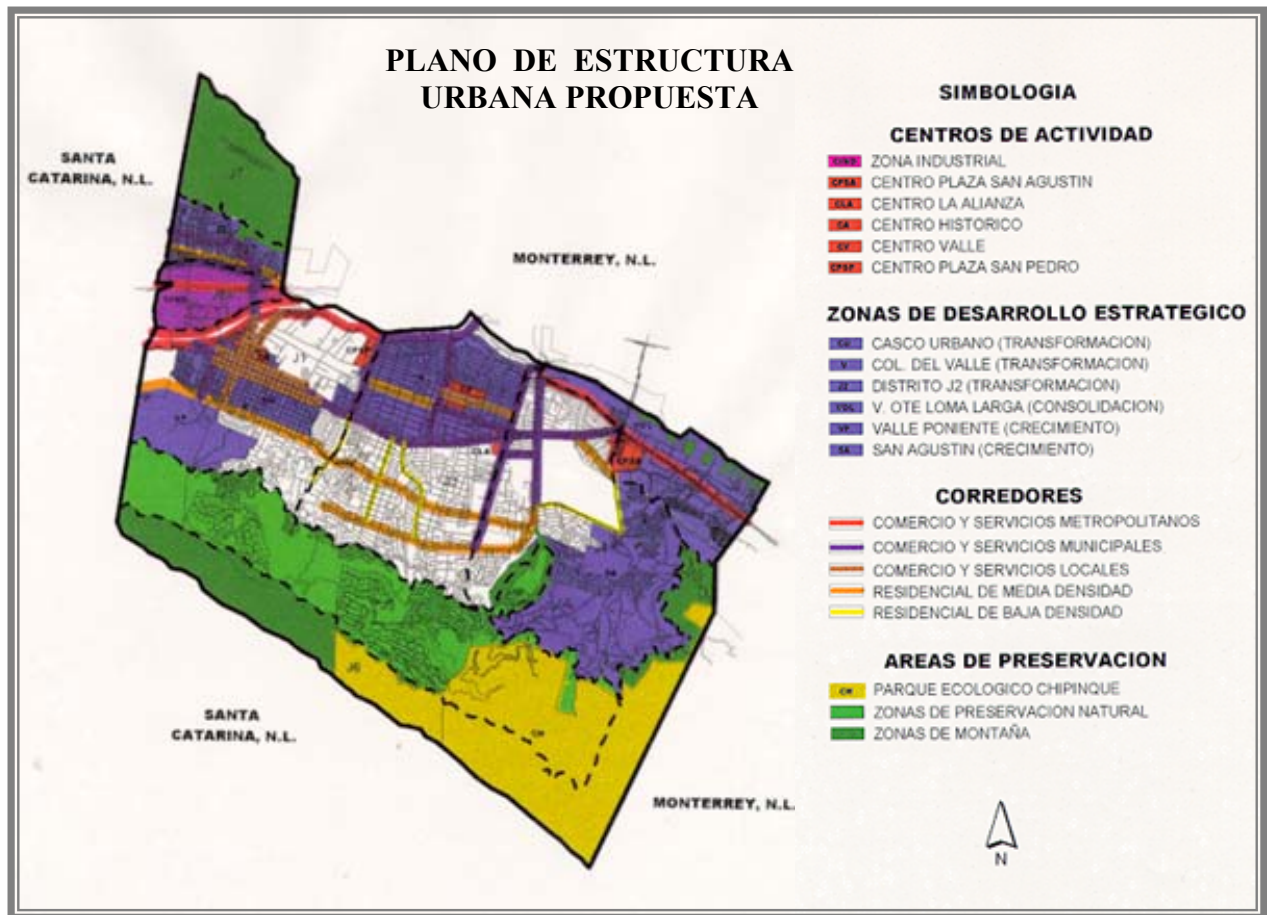 PLANO DE ESTRUCTURA
URBANA PROPUESTA
SANTA
CATARINA, N.L.
MONTERREY, N.L.
SANTA
CATARINA, N.L.
MONTERREY, N.L.
J7
J1
J6
SIMBOLOGIA
CENTROS DE ACTIVIDAD
ZONA INDUSTRIAL
CPSA CENTRO PLAZA SAN AGUSTIN
CLA CENTRO LA ALIANZA
CENTRO HISTORICO
CV CENTRO VALLE
CPSP CENTRO PLAZA SAN PEDRO
ZONAS DE DESARROLLO ESTRATEGICO
CU CASCO URBANO (TRANSFORMACION)
V COL. DEL VALLE (TRANSFORMACION)
J2 DISTRITO J2 (TRANSFORMACION)
V. OTE LOMA LARGA (CONSOLIDACION)
VP VALLE PONIENTE (CRECIMIENTO)
SA SAN AGUSTIN (CRECIMIENTO)
CORREDORES
COMERCIO Y SERVICIOS METROPOLITANOS
COMERCIO Y SERVICIOS MUNICIPALES
COMERCIO Y SERVICIOS LOCALES
RESIDENCIAL DE MEDIA DENSIDAD
RESIDENCIAL DE BAJA DENSIDAD
AREAS DE PRESERVACION
PARQUE ECOLOGICO CHIPINQUE
ZONAS DE PRESERVACION NATURAL
ZONAS DE MONTAÑA
N